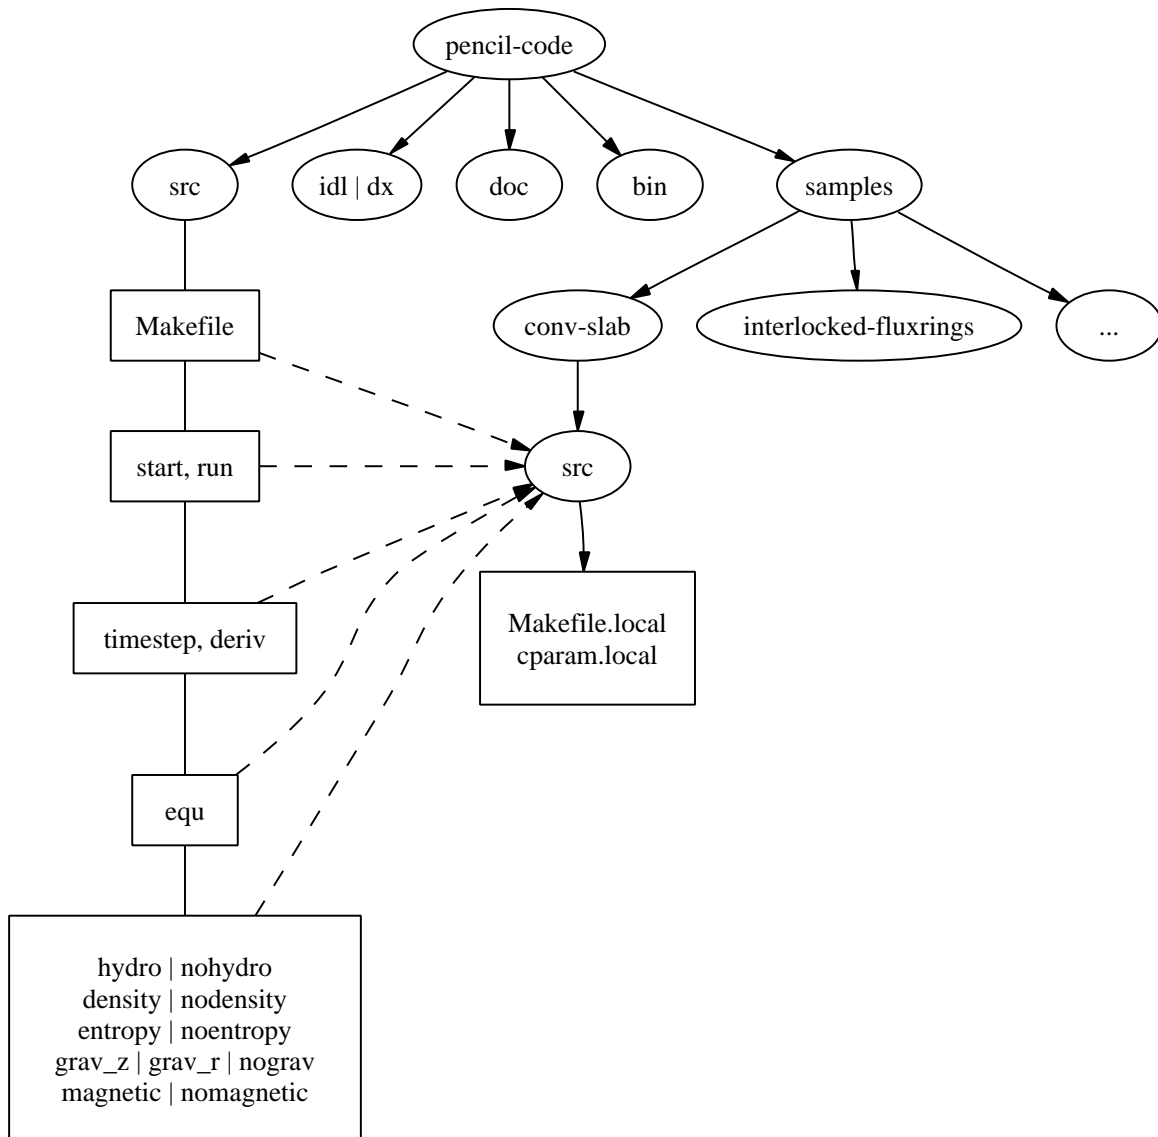 pencil-code
src
idl | dx
doc
bin
samples
Makefile
conv-slab
interlocked-fluxrings
...
start, run
src
timestep, deriv
Makefile.local
cparam.local
equ
hydro | nohydro
density | nodensity
entropy | noentropy
grav_z | grav_r | nograv
magnetic | nomagnetic